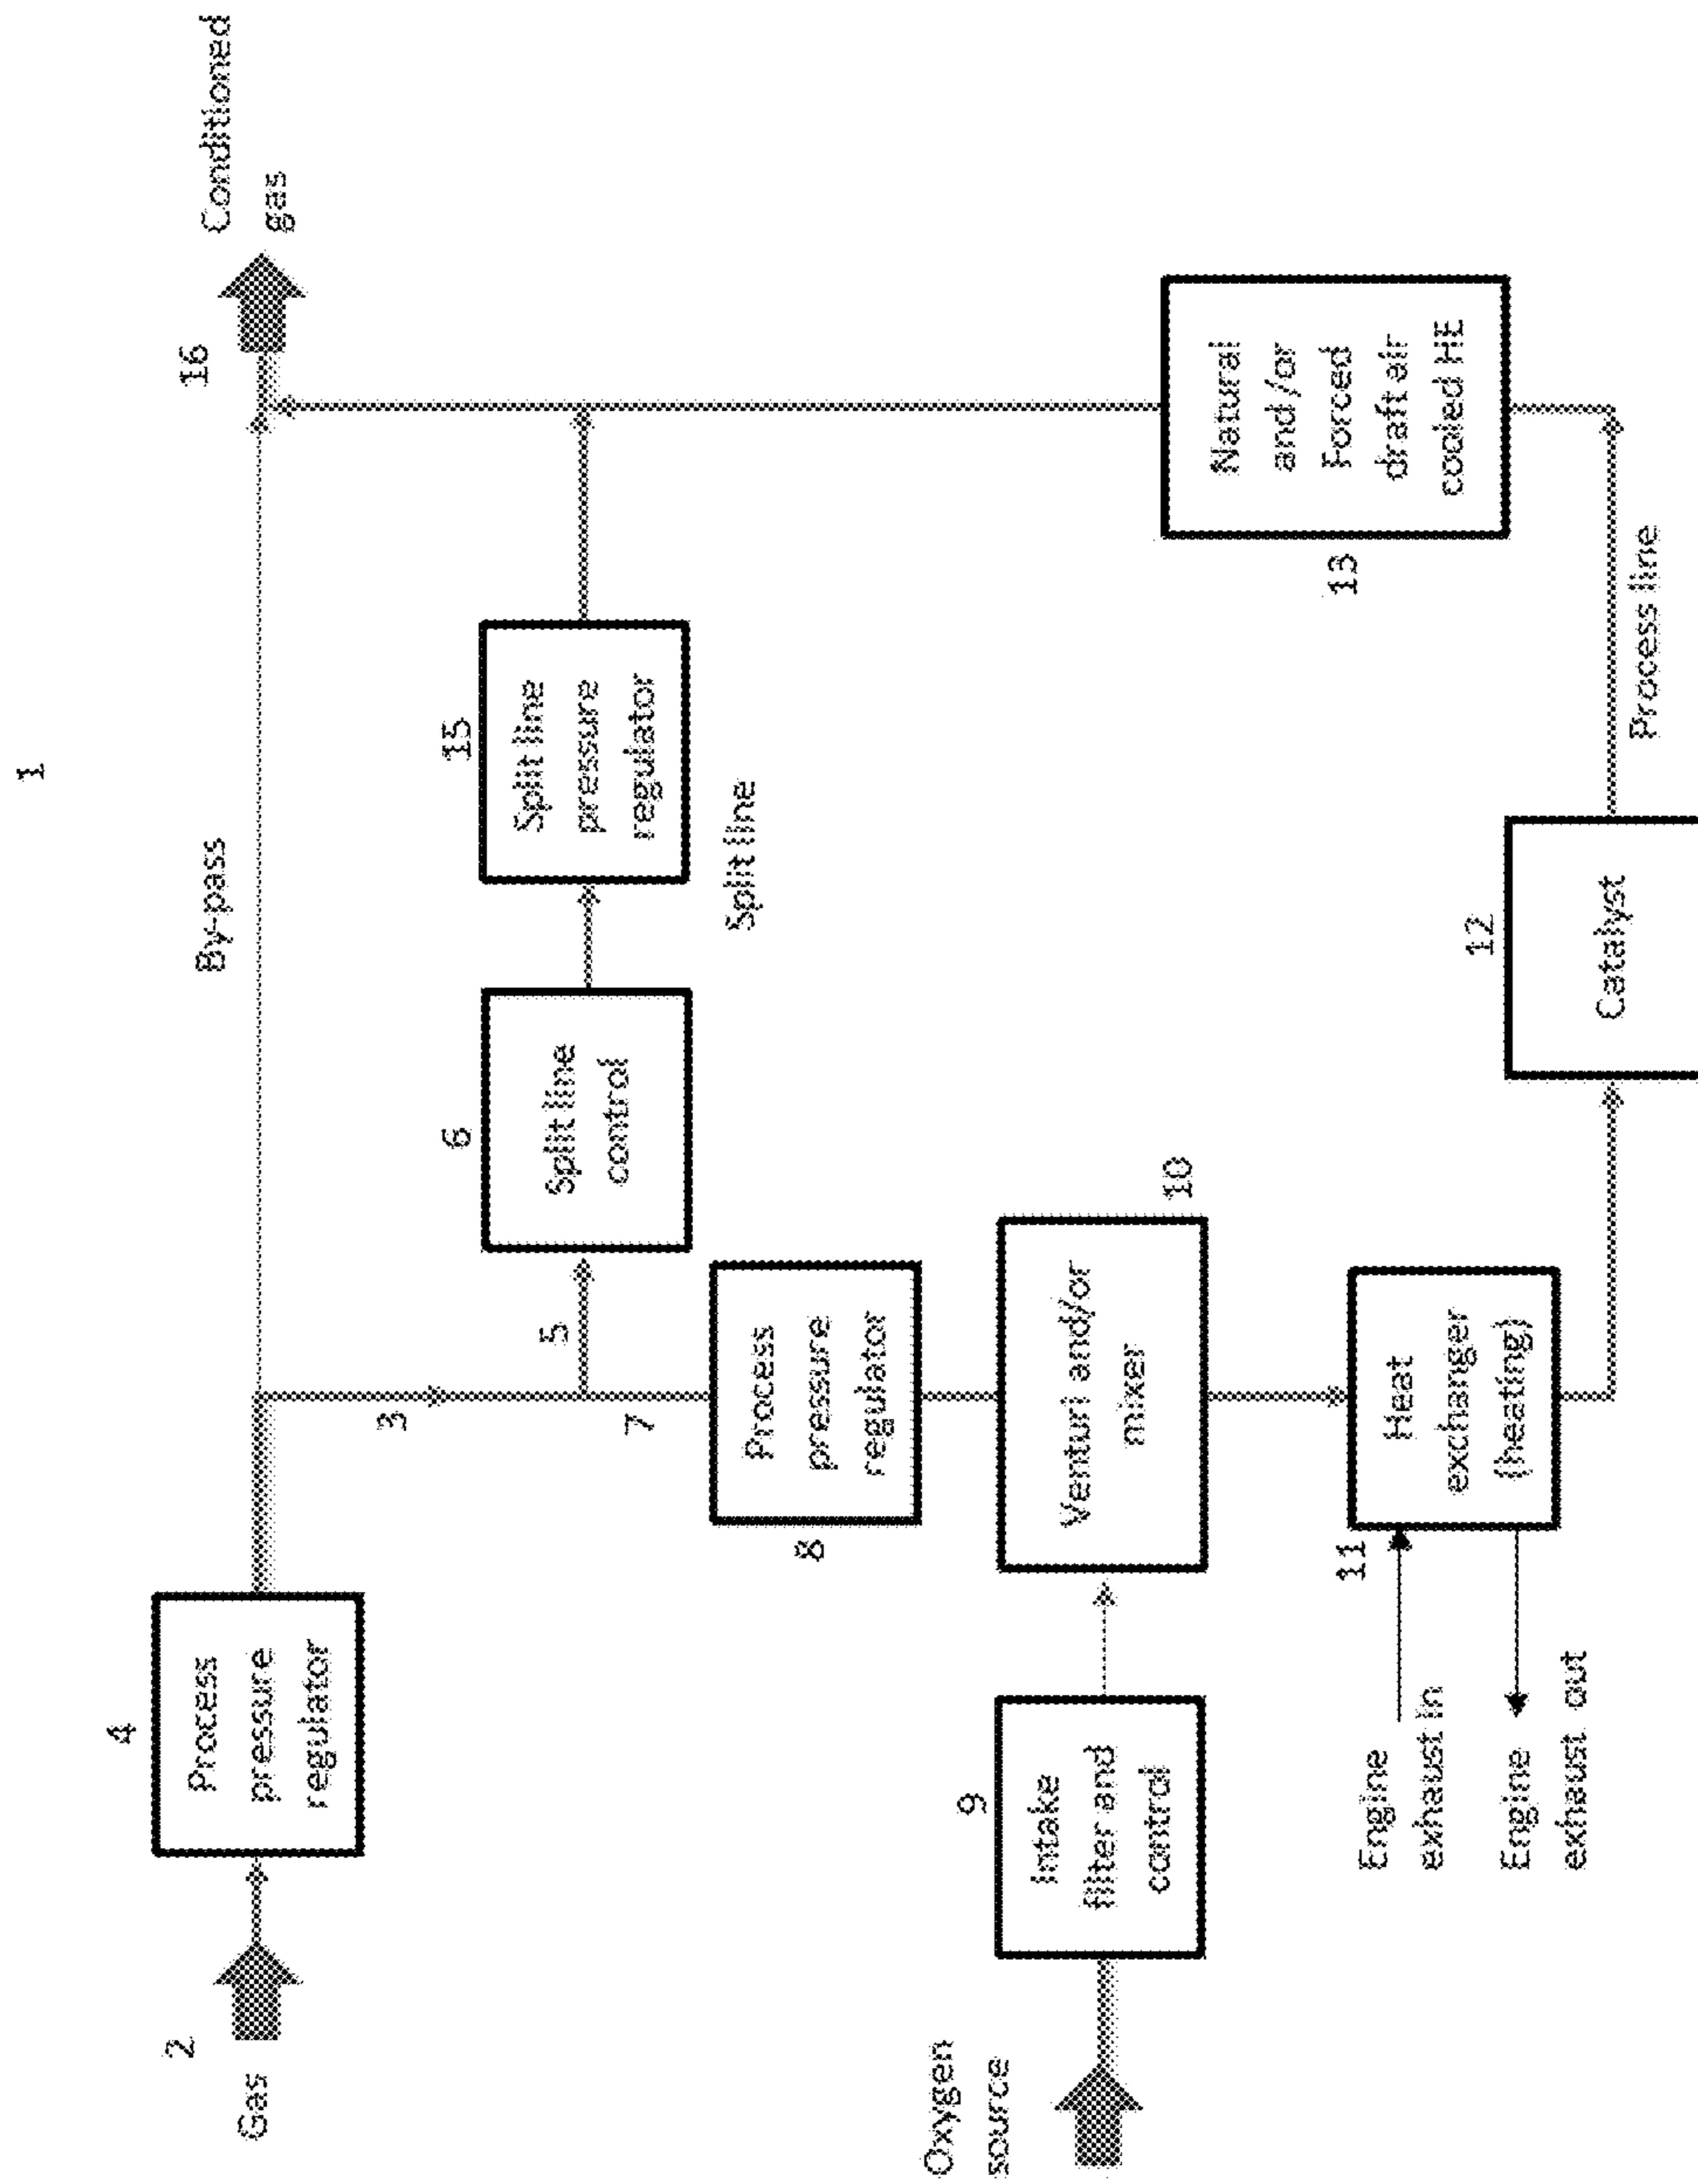 1
2
Gas
4
Process
pressure
regulator
By-pass
16
Conditioned
gas
3
5
7
6
Split line
control
15
Split line
pressure
regulator
Split line
8
Process
pressure
regulator
Oxygen
source
9
Intake
filter and
control
10
Venturi and/or
mixer
Engine
exhaust in
Engine
exhaust out
11
Heat
exchanger
(heating)
12
Catalyst
Process line
13
Natural
and/or
Forced
draft air
cooled HE